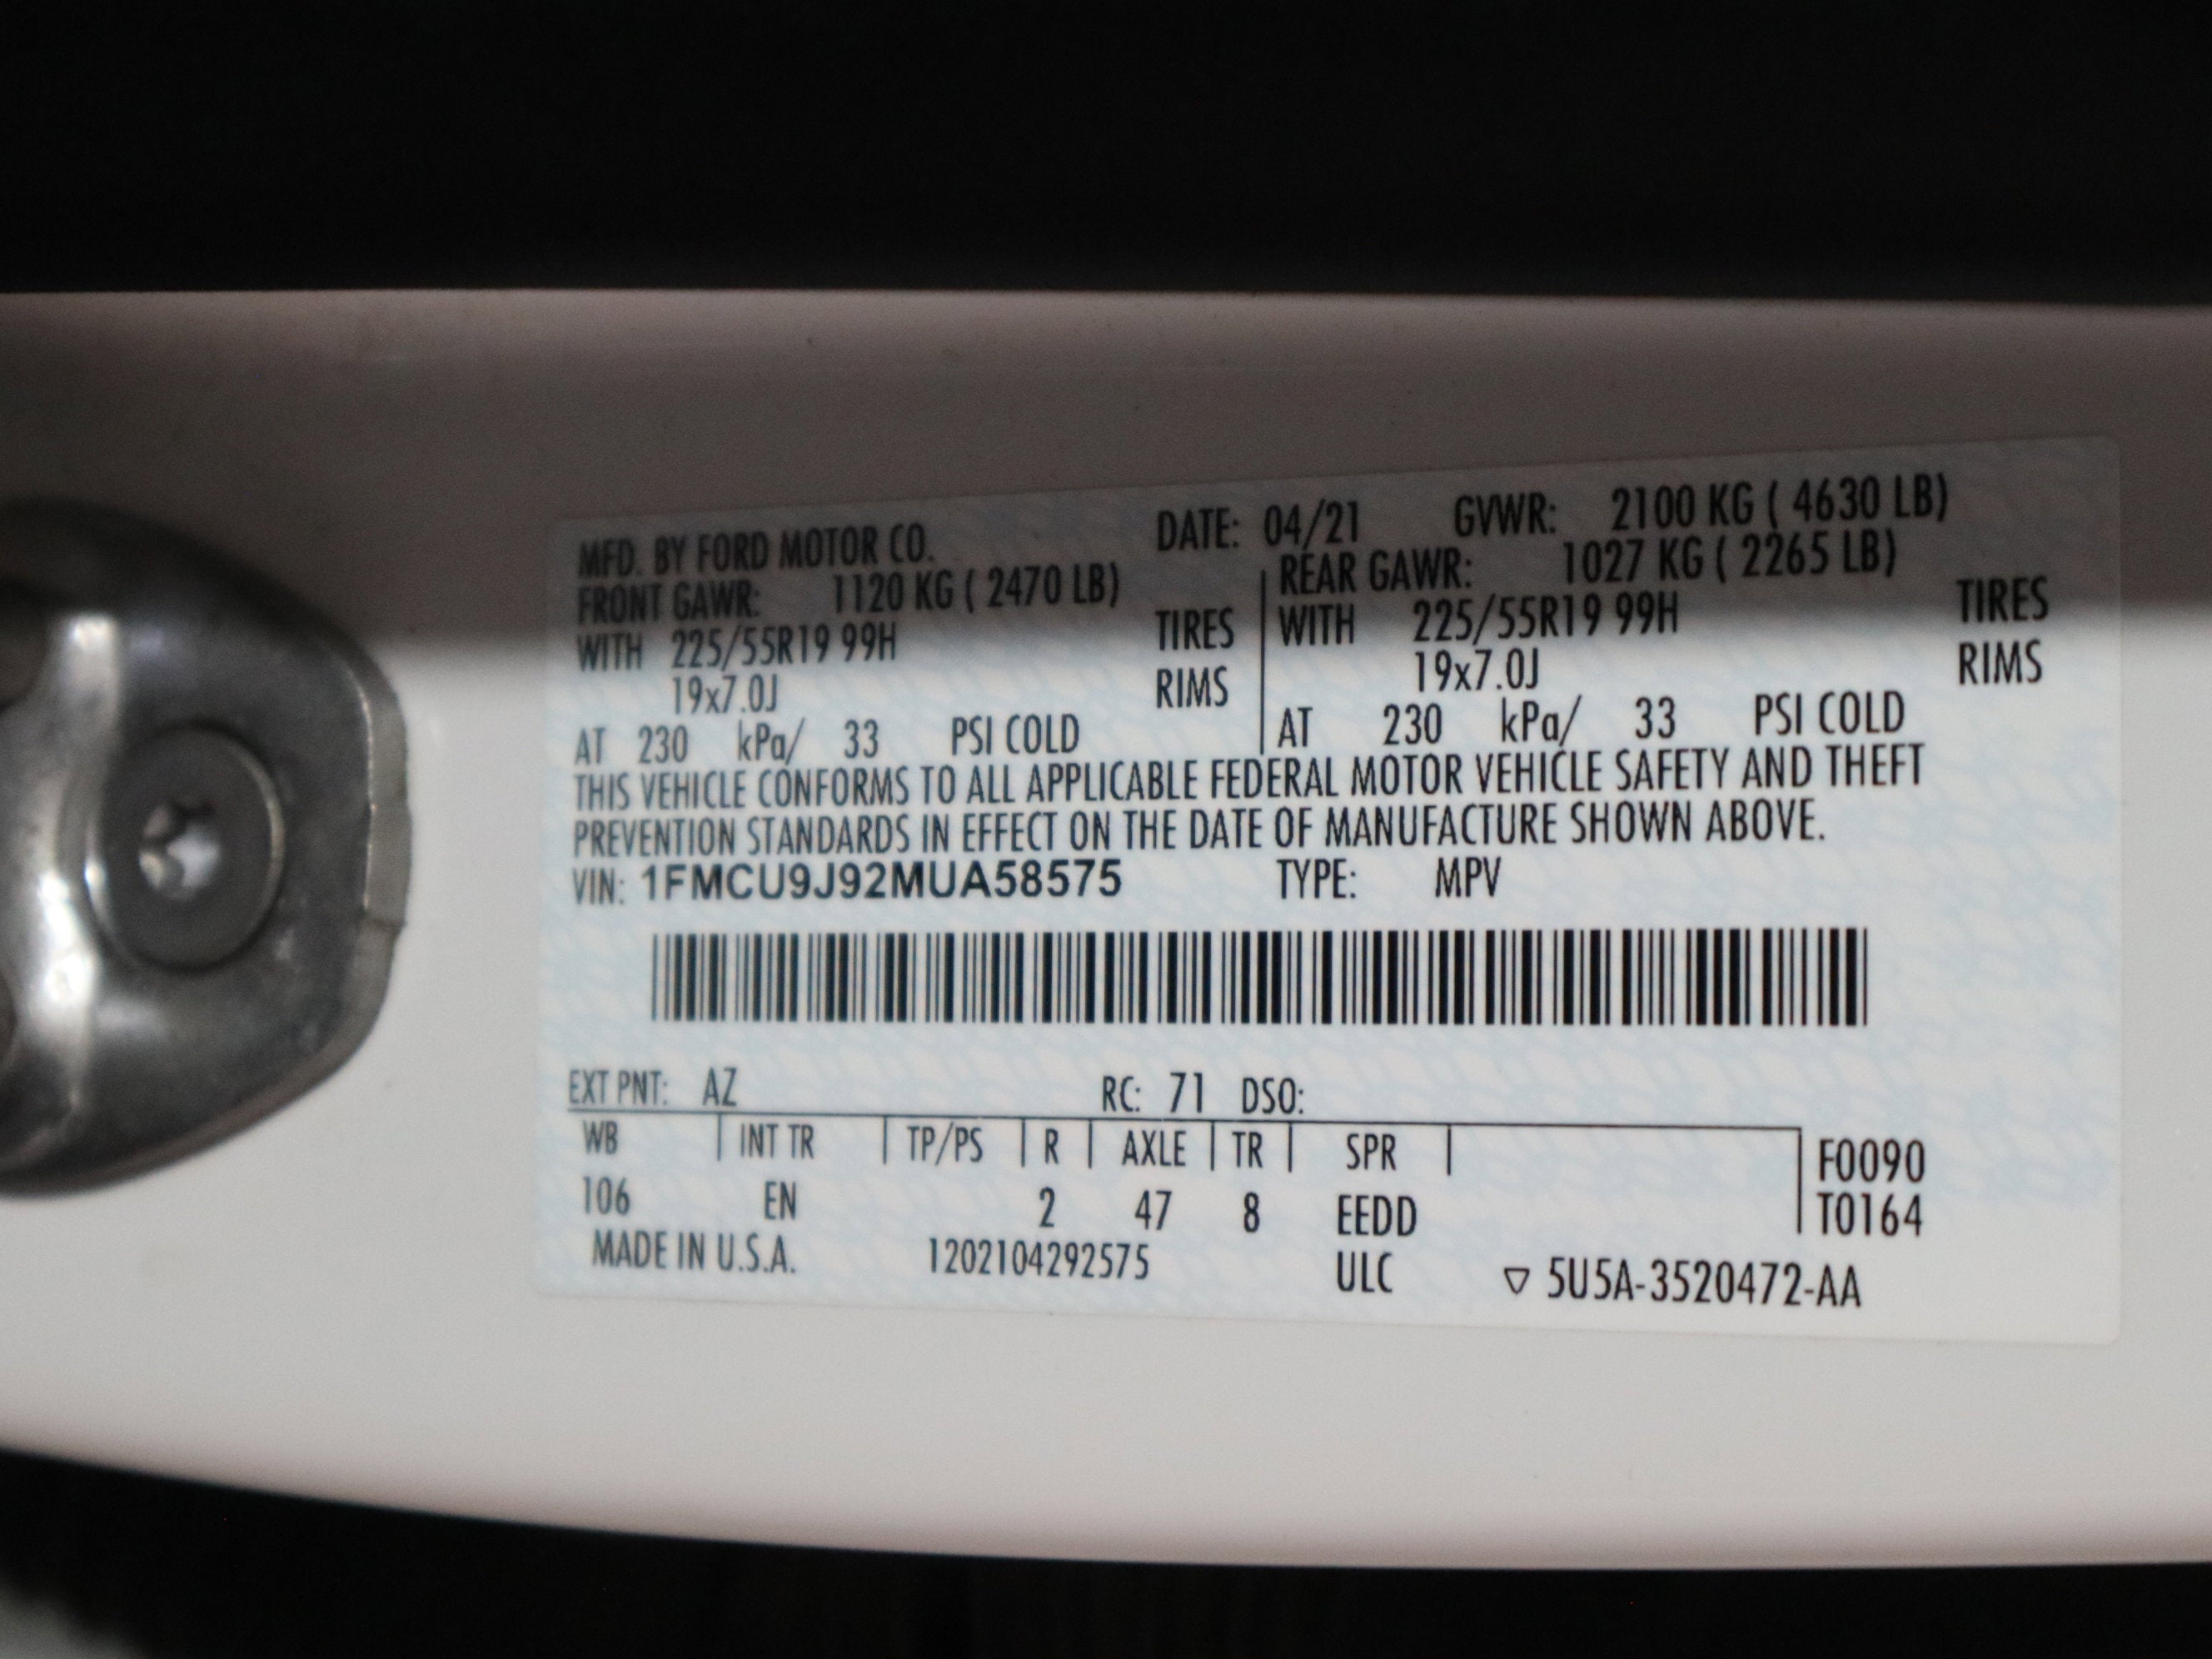 MFD. BY FORD MOTOR CO. DATE: 04/21 GVWR: 2100 KG ( 4630 LB)
FRONT GAWR: 1120 KG ( 2470 LB) REAR GAWR: 1027 KG ( 2265 LB)
WITH 225/55R19 99H TIRES WITH 225/55R19 99H TIRES
19x7.0J RIMS 19x7.0J RIMS
AT 230 kPa/ 33 PSI COLD AT 230 kPa/ 33 PSI COLD
THIS VEHICLE CONFORMS TO ALL APPLICABLE FEDERAL MOTOR VEHICLE SAFETY AND THEFT
PREVENTION STANDARDS IN EFFECT ON THE DATE OF MANUFACTURE SHOWN ABOVE.
VIN: 1FMCU9J92MUA58575 TYPE: MPV
EXT PNT: AZ RC: 71 DSO:
WB INT TR TP/PS R AXLE TR SPR F0090
106 EN 2 47 8 EEDD T0164
MADE IN U.S.A. 1202104292575 ULC ▽ 5U5A-3520472-AA